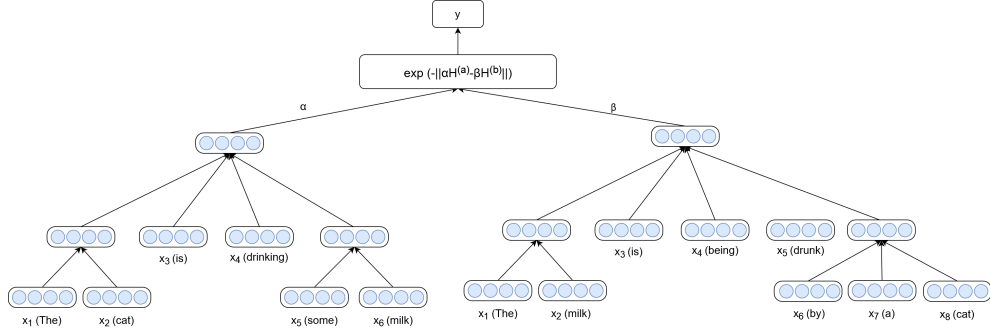 y
exp (-||αH(a)-βH(b)||)
α
β
x3 (is)
x4 (drinking)
x3 (is)
x4 (being)
x5 (drunk)
x1 (The)
x2 (cat)
x5 (some)
x6 (milk)
x1 (The)
x2 (milk)
x6 (by)
x7 (a)
x8 (cat)